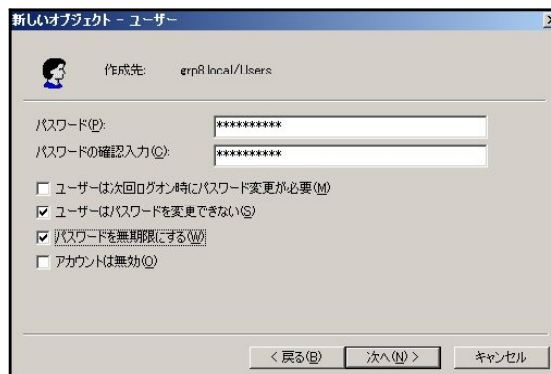 新しいオブジェクト - ユーザー
作成先: grp8.local/Users
パスワード(P): **********
パスワードの確認入力(C): **********
ユーザーは次回ログオン時にパスワード変更が必要(M)
ユーザーはパスワードを変更できない(S)
パスワードを無期限にする(W)
アカウントは無効(O)
< 戻る(B) 次へ(N) > キャンセル